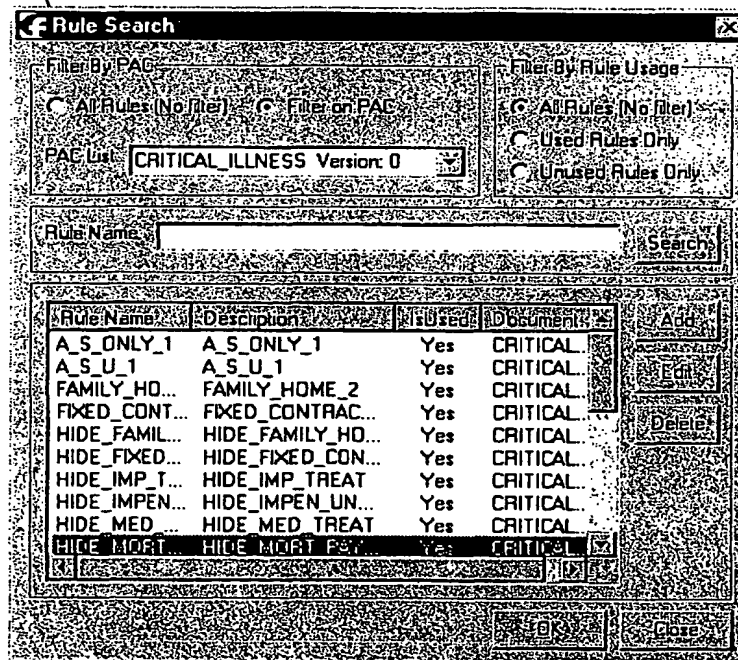 Rule Search
Filter By PAC
All Rules (No filter) Filter on PAC
PAC List CRITICAL_ILLNESS Version: 0
Filter By Rule Usage
All Rules (No filter)
Used Rules Only
Unused Rules Only
Rule Name Search
Rule Name Description IsUsed Document
A_S_ONLY_1 A_S_ONLY_1 Yes CRITICAL...
A_S_U_1 A_S_U_1 Yes CRITICAL...
FAMILY_HO... FAMILY_HOME_2 Yes CRITICAL...
FIXED_CONT... FIXED_CONTRAC... Yes CRITICAL...
HIDE_FAMIL... HIDE_FAMILY_HO... Yes CRITICAL...
HIDE_FIXED... HIDE_FIXED_CON... Yes CRITICAL...
HIDE_IMP_T... HIDE_IMP_TREAT Yes CRITICAL...
HIDE_IMPEN... HIDE_IMPEN_UN... Yes CRITICAL...
HIDE_MED_... HIDE_MED_TREAT Yes CRITICAL...
HIDE_MORT... HIDE_MORT_PAY... Yes CRITICAL...
Add
Edit
Delete
OK Close